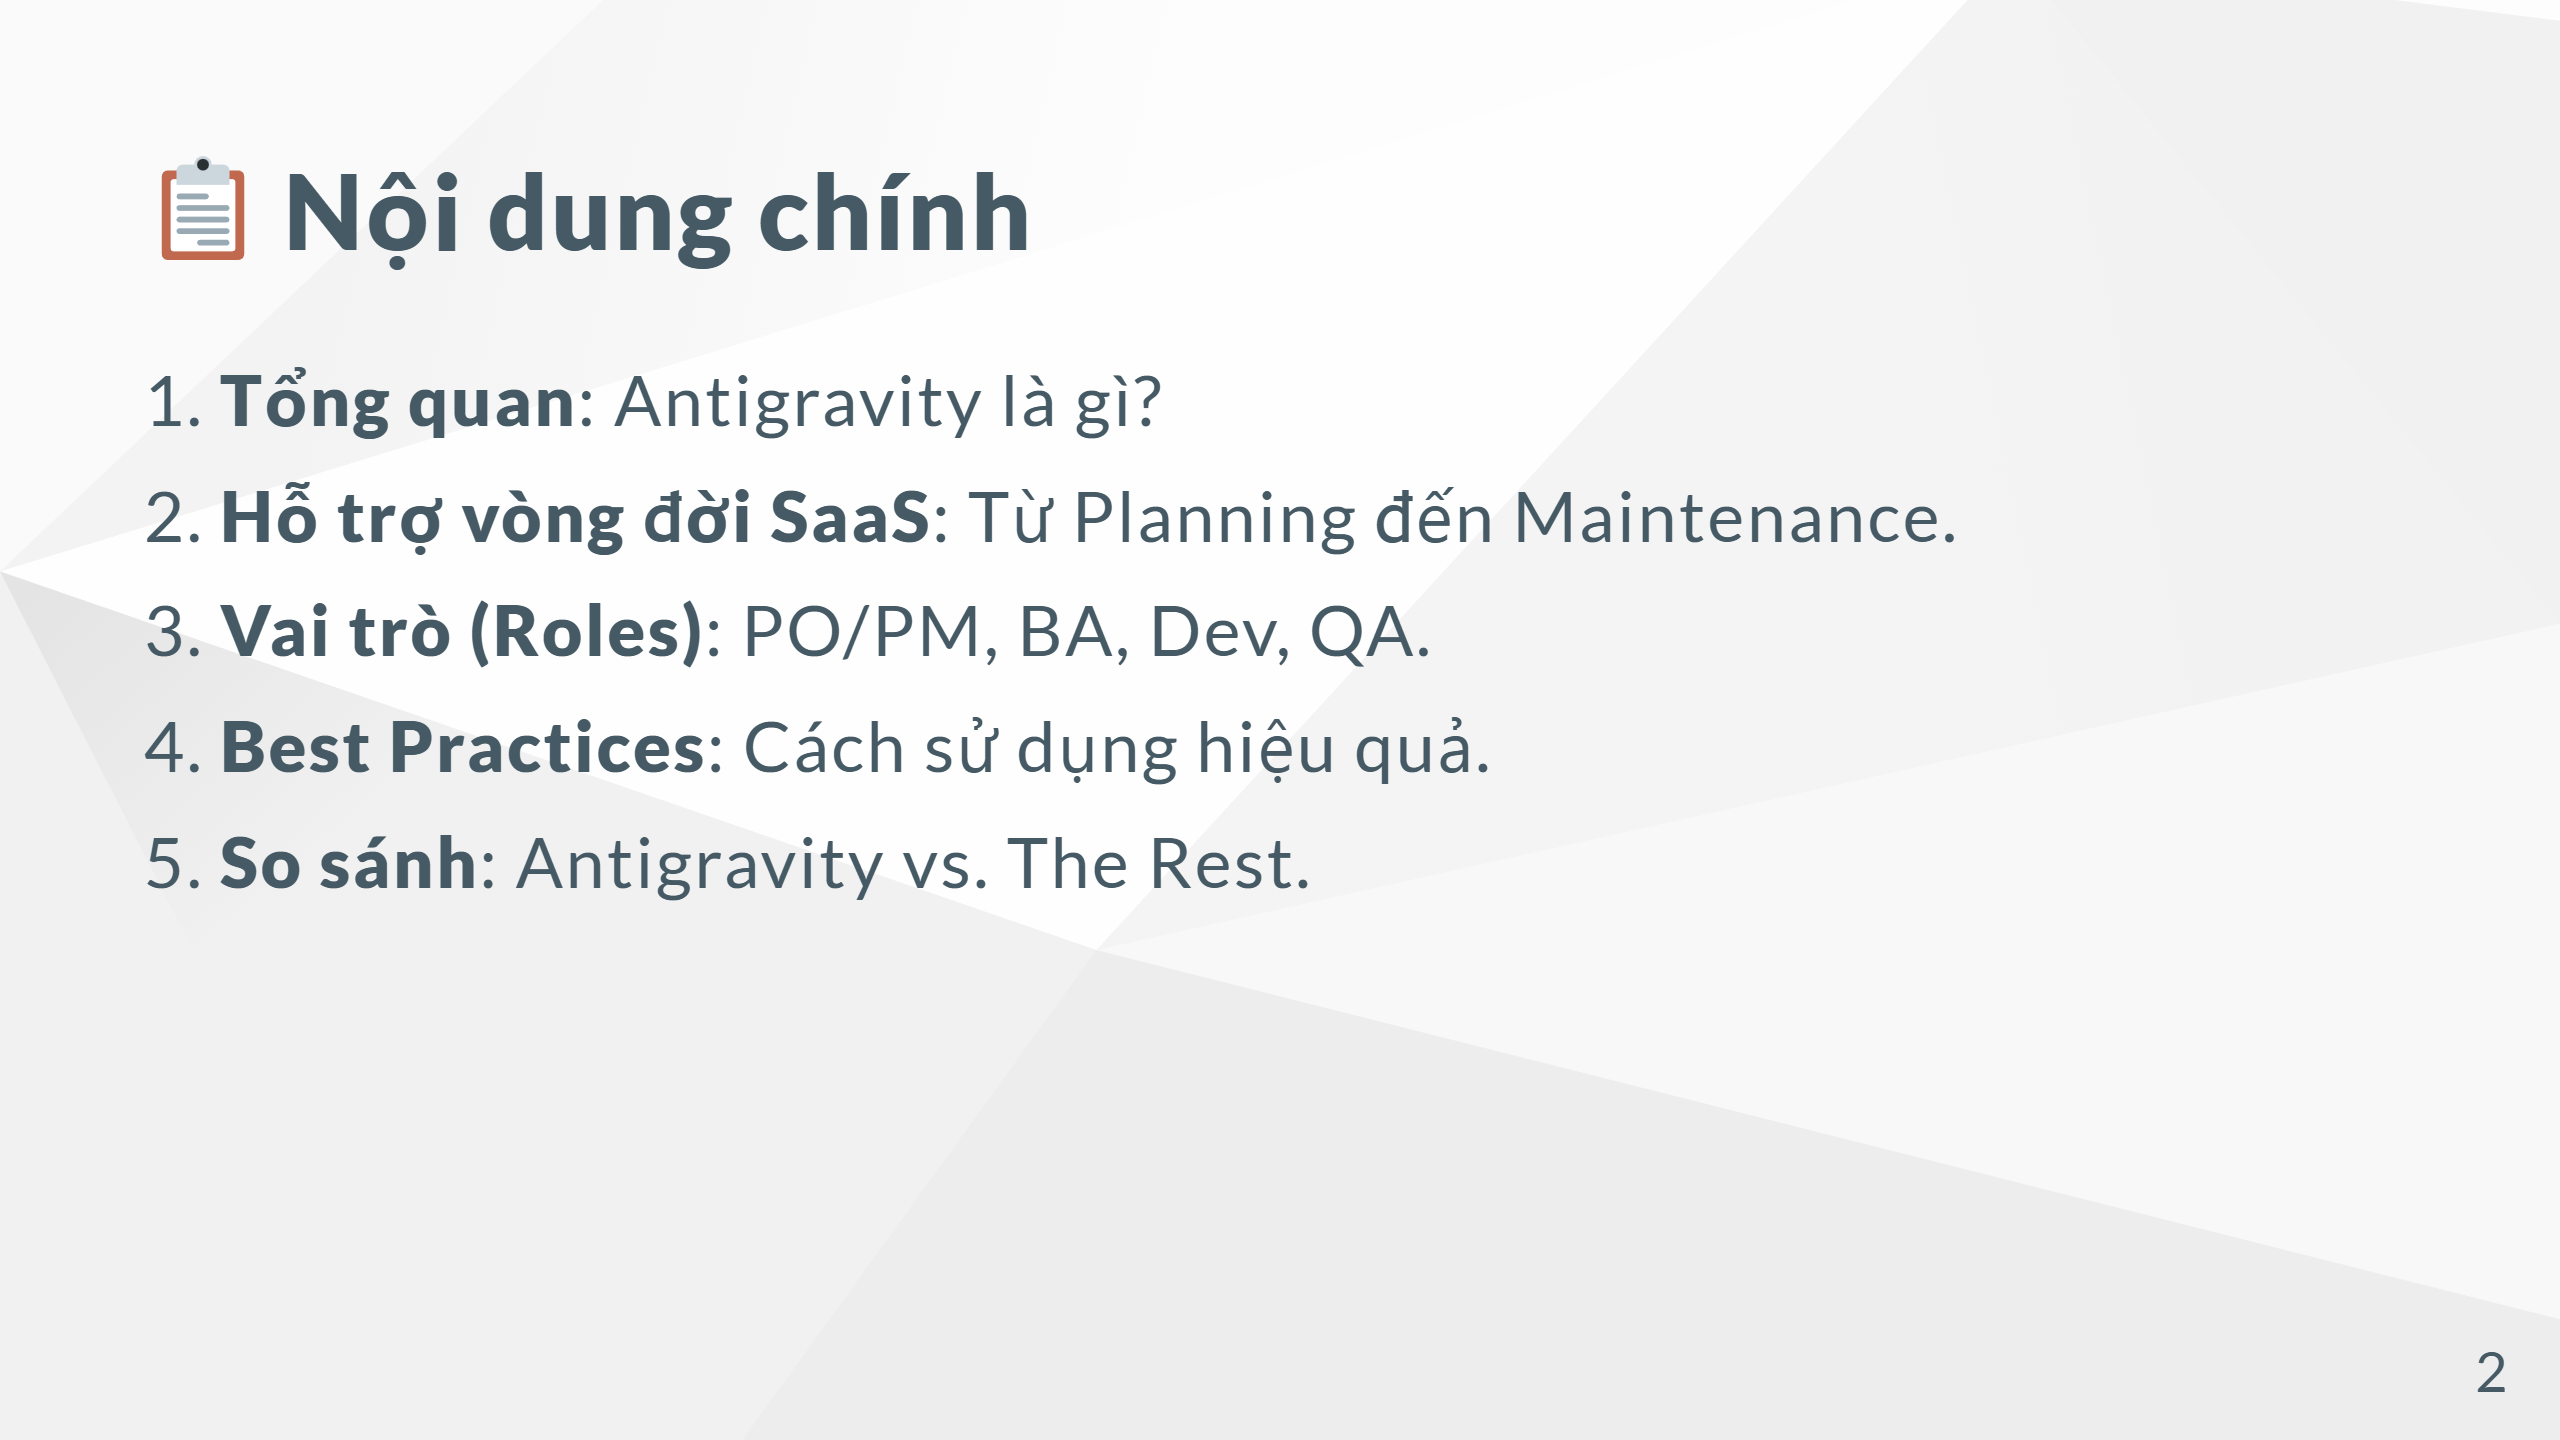 Nội dung chính
1. Tổng quan: Antigravity là gì?
2. Hỗ trợ vòng đời SaaS: Từ Planning đến Maintenance.
3. Vai trò (Roles): PO/PM, BA, Dev, QA.
4. Best Practices: Cách sử dụng hiệu quả.
5. So sánh: Antigravity vs. The Rest.
2